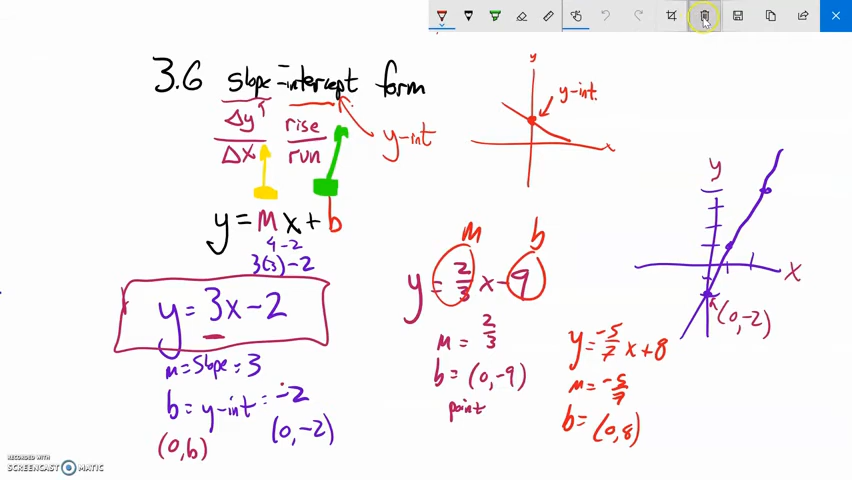 3.6 slope-intercept form
Δy
Δx
rise
run
y-int
y = mx + b
4-2
3(3)-2
y = 3x - 2
m = slope = 3
b = y-int = -2
(0, b)
(0, -2)
y
y-int.
x
m
b
y = 2/3 x - 9
m = 2/3
b = (0, -9)
point
y = -5/7 x + 8
m = -5/7
b = (0, 8)
y
x
(0, -2)
RECORDED WITH
SCREENCAST MATIC